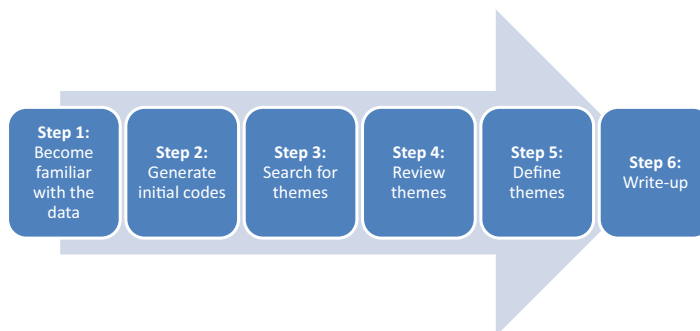 Step 1:
Become
familiar
with the
data
Step 2:
Generate
initial codes
Step 3:
Search for
themes
Step 4:
Review
themes
Step 5:
Define
themes
Step 6:
Write-up